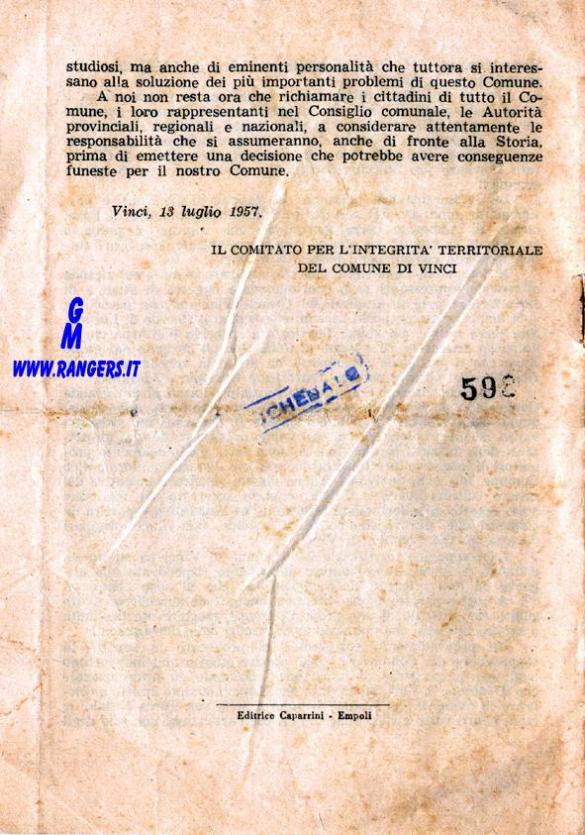 studiosi, ma anche di eminenti personalità che tuttora si interes-
sano alla soluzione dei più importanti problemi di questo Comune.
A noi non resta ora che richiamare i cittadini di tutto il Co-
mune, i loro rappresentanti nel Consiglio comunale, le Autorità
provinciali, regionali e nazionali, a considerare attentamente le
responsabilità che si assumeranno, anche di fronte alla Storia,
prima di emettere una decisione che potrebbe avere conseguenze
funeste per il nostro Comune.
Vinci, 13 luglio 1957.
IL COMITATO PER L'INTEGRITA' TERRITORIALE
DEL COMUNE DI VINCI
G
M
WWW.RANGERS.IT
Editrice Caparrini - Empoli